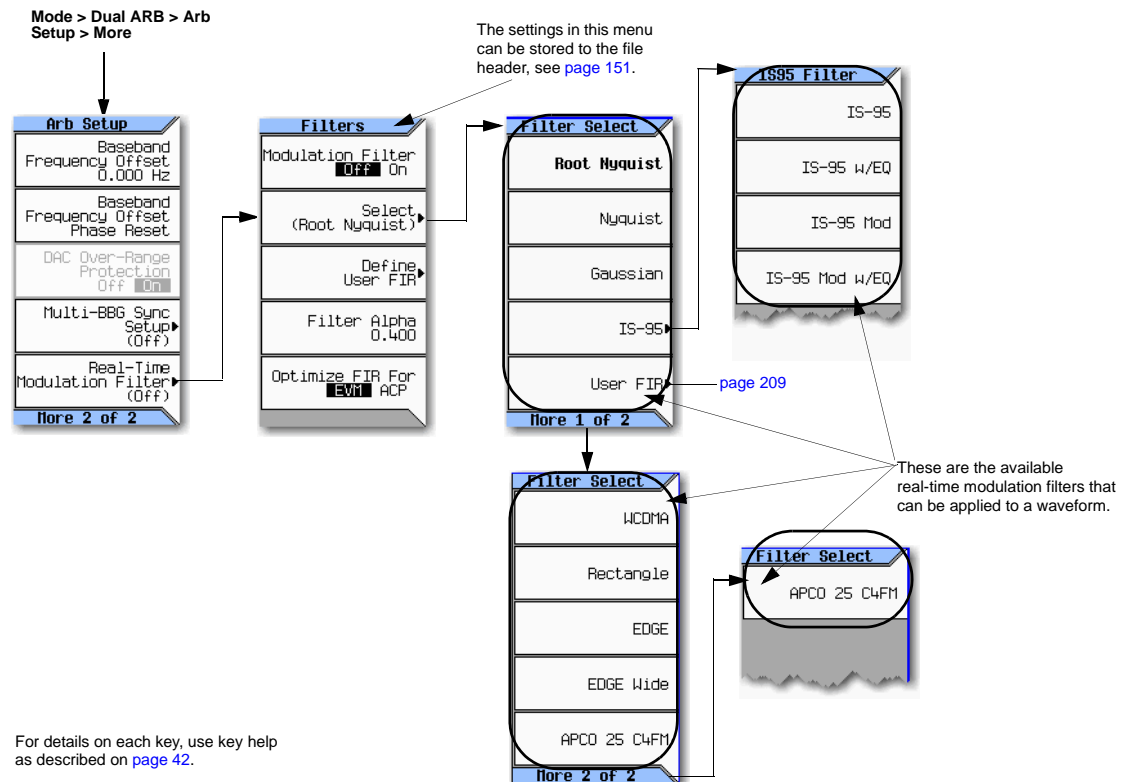 Mode > Dual ARB > Arb
Setup > More
The settings in this menu
can be stored to the file
header, see page 151.
Arb Setup
Baseband
Frequency Offset
0.000 Hz
Baseband
Frequency Offset
Phase Reset
DAC Over-Range
Protection
Off On
Multi-BBG Sync
Setup
(Off)
Real-Time
Modulation Filter
(Off)
More 2 of 2
Filters
Modulation Filter
Off On
Select
(Root Nyquist)
Define
User FIR
Filter Alpha
0.400
Optimize FIR For
EVM ACP
Filter Select
Root Nyquist
Nyquist
Gaussian
IS-95
User FIR
More 1 of 2
page 209
IS95 Filter
IS-95
IS-95 w/EQ
IS-95 Mod
IS-95 Mod w/EQ
These are the available
real-time modulation filters that
can be applied to a waveform.
Filter Select
WCDMA
Rectangle
EDGE
EDGE Wide
APCO 25 C4FM
More 2 of 2
Filter Select
APCO 25 C4FM
For details on each key, use key help
as described on page 42.